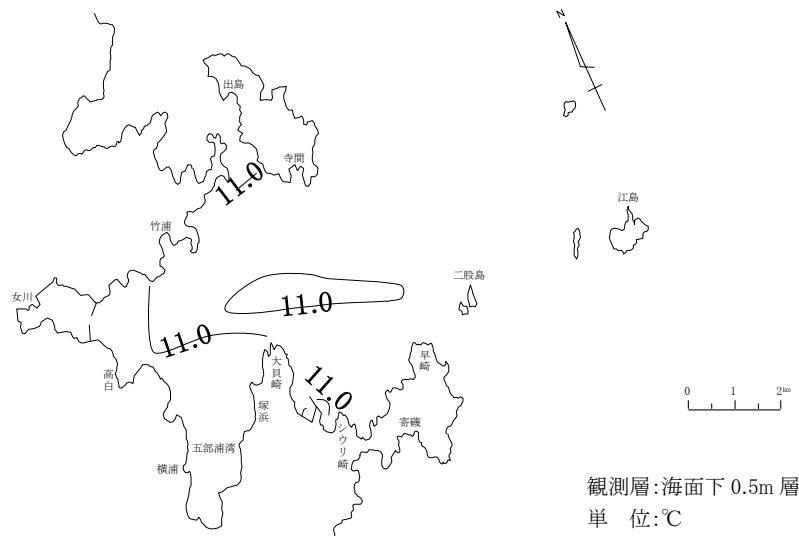 N
出島
寺間
11.0
江島
竹浦
二股島
女川
11.0
11.0
早崎
大貝崎
高白
11.0
0 1 2km
塚浜
寄磯
シウリ崎
五部浦湾
横浦
観測層:海面下 0.5m 層
単 位:℃